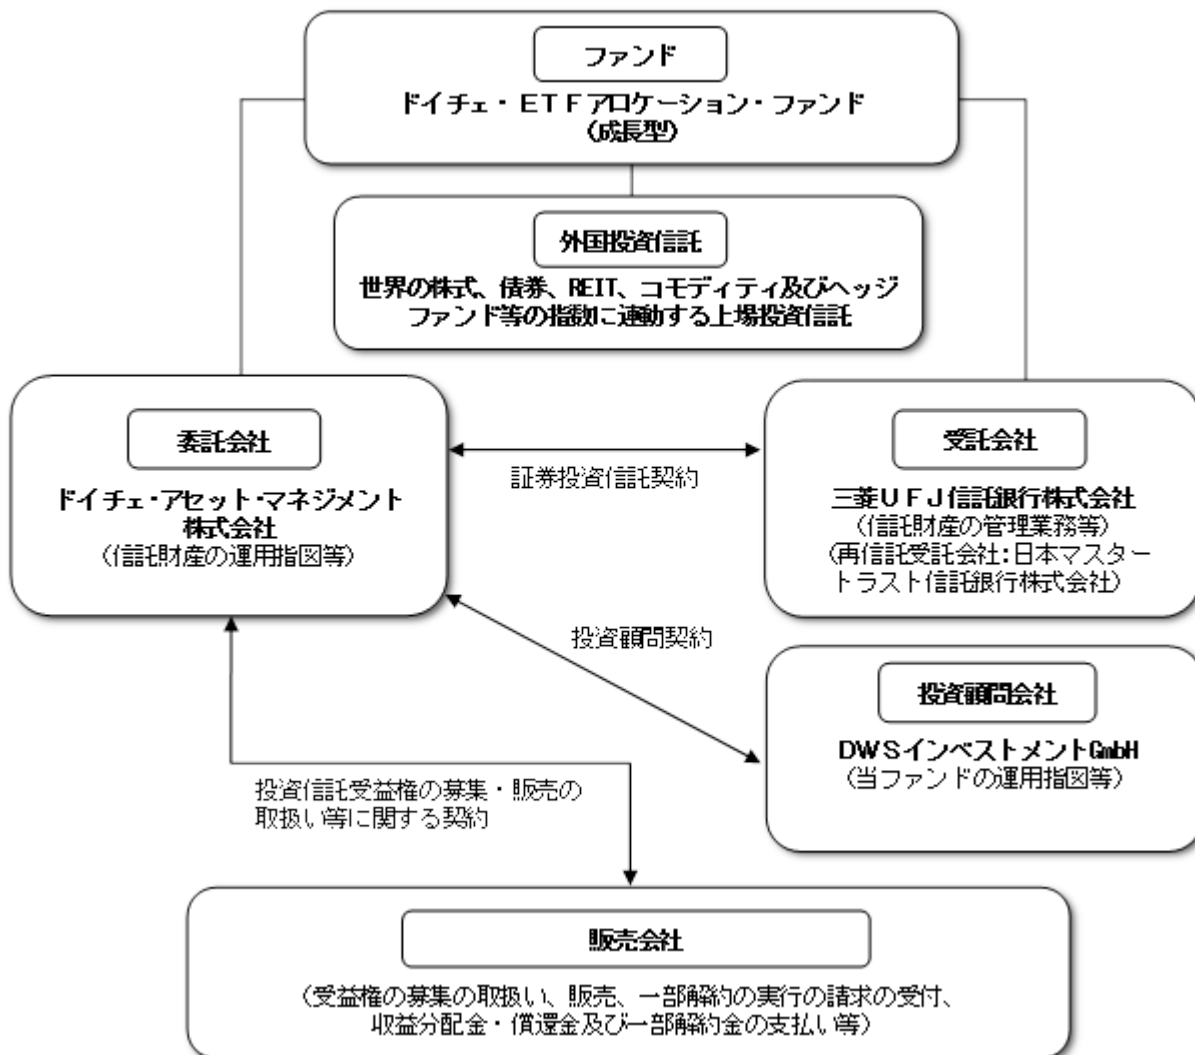 ファンド
ドイチェ・ＥＴＦアロケーション・ファンド
(成長型)
外国投資信託
世界の株式、債券、REIT、コモディティ及びヘッジ
ファンド等の指数に連動する上場投資信託
委託会社
ドイチェ・アセット・マネジメント
株式会社
(信託財産の運用指図等)
証券投資信託契約
受託会社
三菱ＵＦＪ信託銀行株式会社
(信託財産の管理業務等)
(再信託受託会社:日本マスター
トラスト信託銀行株式会社)
投資顧問契約
投資顧問会社
DWSインベストメントGmbH
(当ファンドの運用指図等)
投資信託受益権の募集・販売の
取扱い等に関する契約
販売会社
(受益権の募集の取扱い、販売、一部解約の実行の請求の受付、
収益分配金・償還金及び一部解約金の支払い等)